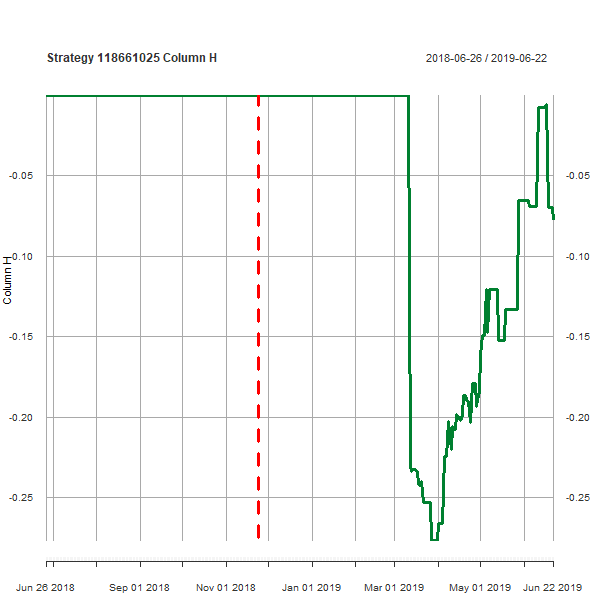 Strategy 118661025 Column H
2018-06-26 / 2019-06-22
-0.05 -0.05
-0.10 -0.10
Column H
-0.15 -0.15
-0.20 -0.20
-0.25 -0.25
Jun 26 2018 Sep 01 2018 Nov 01 2018 Jan 01 2019 Mar 01 2019 May 01 2019 Jun 22 2019